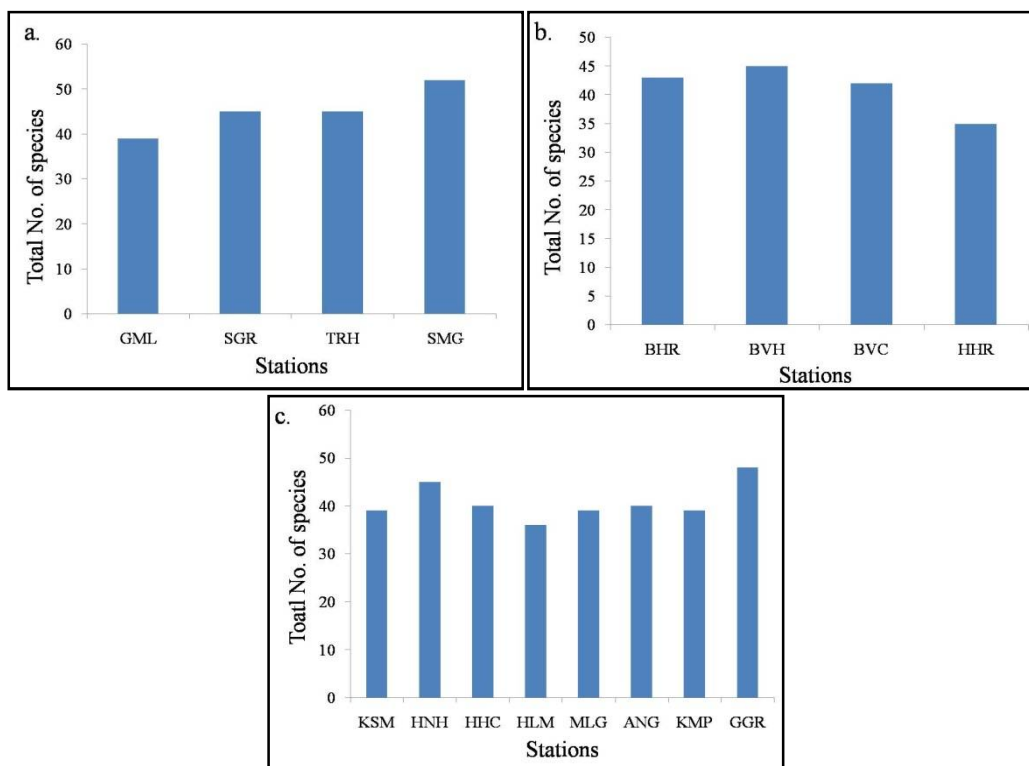 a.
Total No. of species
60
50
40
30
20
10
0
GML SGR TRH SMG
Stations
b.
Total No. of species
50
45
40
35
30
25
20
15
10
5
0
BHR BVH BVC HHR
Stations
c.
Toatl No. of species
60
50
40
30
20
10
0
KSM HNH HHC HLM MLG ANG KMP GGR
Stations